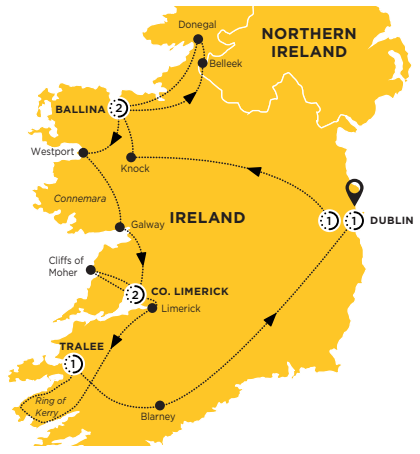 Donegal
NORTHERN
IRELAND
Belleek
BALLINA
2
Westport
Knock
Connemara
IRELAND
1
1
DUBLIN
Galway
Cliffs of
Moher
2
CO. LIMERICK
Limerick
TRALEE
1
Ring of
Kerry
Blarney